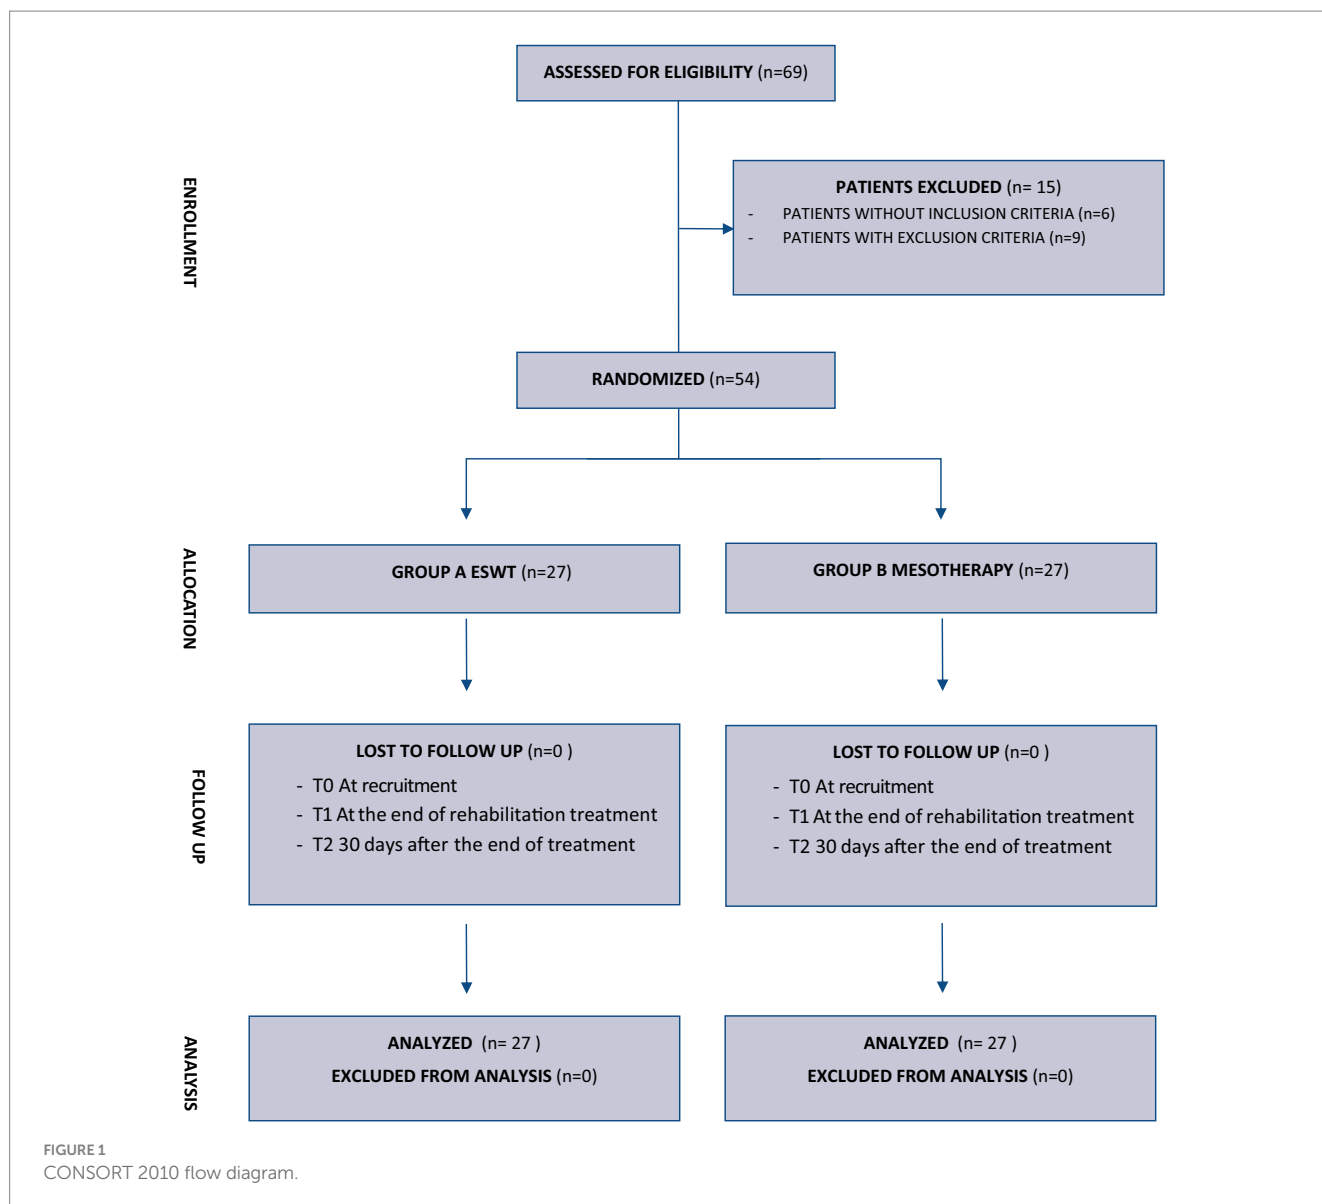 ASSESSED FOR ELIGIBILITY (n=69)
ENROLLMENT
PATIENTS EXCLUDED (n= 15)
- PATIENTS WITHOUT INCLUSION CRITERIA (n=6)
- PATIENTS WITH EXCLUSION CRITERIA (n=9)
RANDOMIZED (n=54)
ALLOCATION
GROUP A ESWT (n=27)
GROUP B MESOTHERAPY (n=27)
FOLLOW UP
LOST TO FOLLOW UP (n=0 )
- T0 At recruitment
- T1 At the end of rehabilitation treatment
- T2 30 days after the end of treatment
LOST TO FOLLOW UP (n=0 )
- T0 At recruitment
- T1 At the end of rehabilitation treatment
- T2 30 days after the end of treatment
ANALYSIS
ANALYZED (n= 27 )
EXCLUDED FROM ANALYSIS (n=0)
ANALYZED (n= 27 )
EXCLUDED FROM ANALYSIS (n=0)
FIGURE 1
CONSORT 2010 flow diagram.